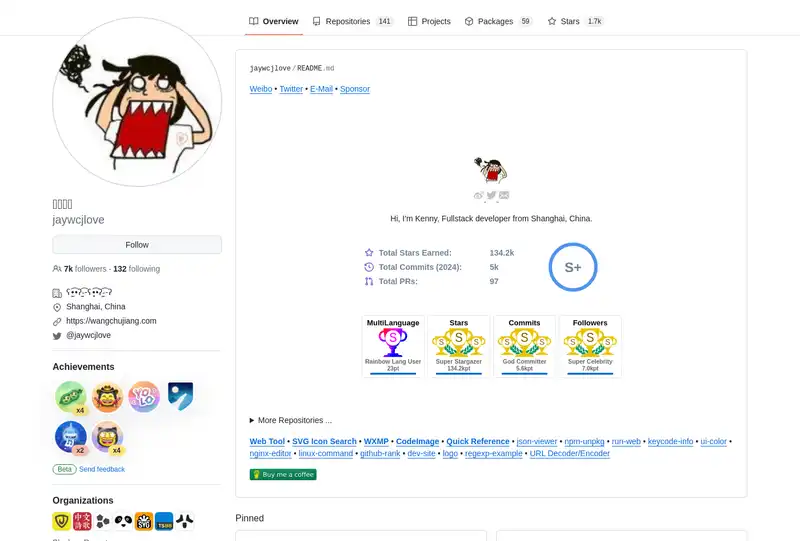 Overview
Repositories 141
Projects
Packages 59
Stars 1.7k
jaywcjlove
Follow
7k followers · 132 following
Shanghai, China
https://wangchujiang.com
@jaywcjlove
Achievements
x4
YOLO
x2
x4
Beta Send feedback
Organizations
jaywcjlove/README.md
Weibo • Twitter • E-Mail • Sponsor
Hi, I'm Kenny, Fullstack developer from Shanghai, China.
Total Stars Earned: 134.2k
Total Commits (2024): 5k
Total PRs: 97
S+
MultiLanguage
S
Rainbow Lang User
23pt
Stars
S
Super Stargazer
134.2kpt
Commits
S
God Committer
5.6kpt
Followers
S
Super Celebrity
7.0kpt
More Repositories ...
Web Tool • SVG Icon Search • WXMP • CodeImage • Quick Reference • json-viewer • npm-unpkg • run-web • keycode-info • ui-color •
nginx-editor • linux-command • github-rank • dev-site • logo • regexp-example • URL Decoder/Encoder
Buy me a coffee
Pinned